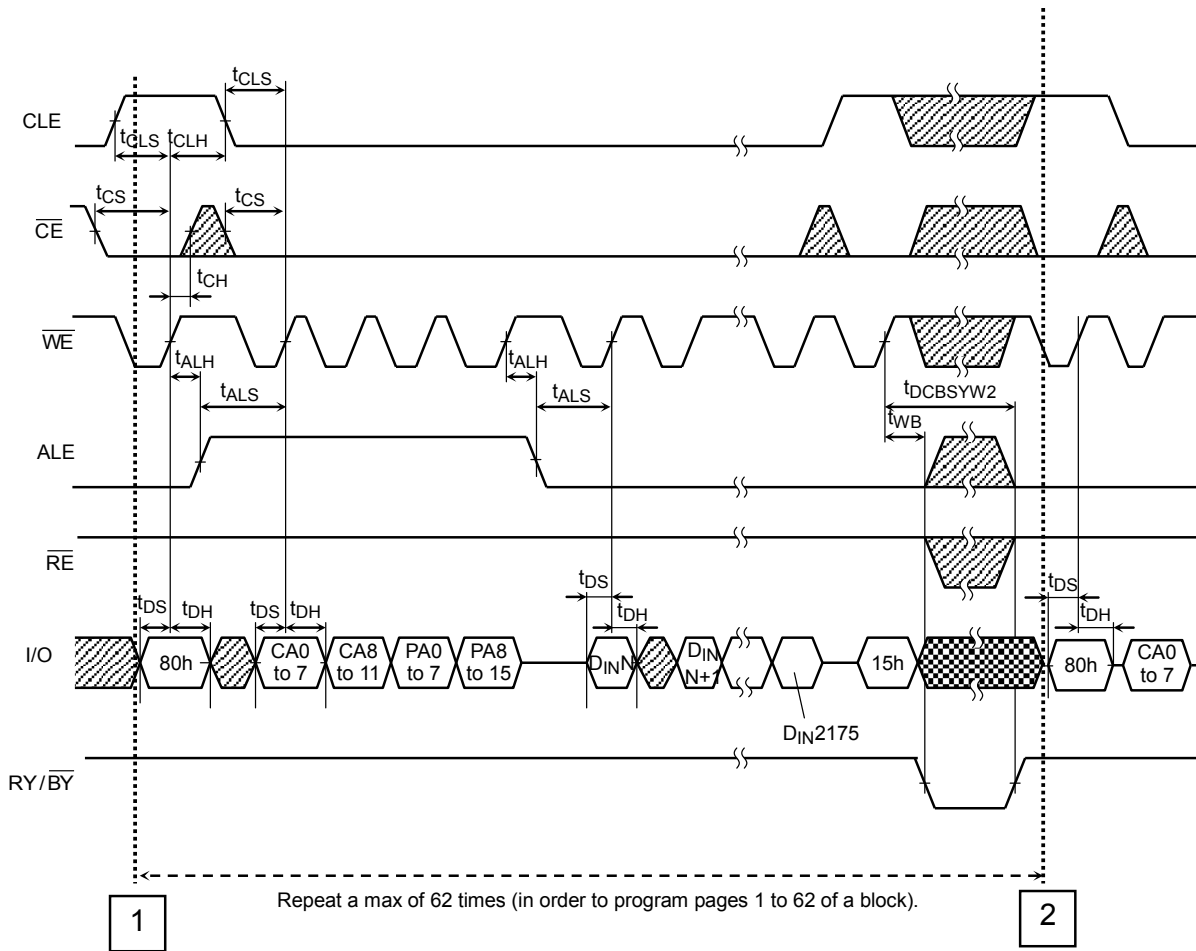 tCLS
CLE
tCLS tCLH
tCS tCS
CE
tCH
WE
tALH tALH
tALS tALS
tDCBSYW2
tWB
ALE
RE
tDS tDH tDS tDH tDS tDH tDS tDH
I/O
80h
CA0 to 7
CA8 to 11
PA0 to 7
PA8 to 15
DINN
DIN N+1
15h
80h
CA0 to 7
DIN2175
RY/BY
Repeat a max of 62 times (in order to program pages 1 to 62 of a block).
1
2